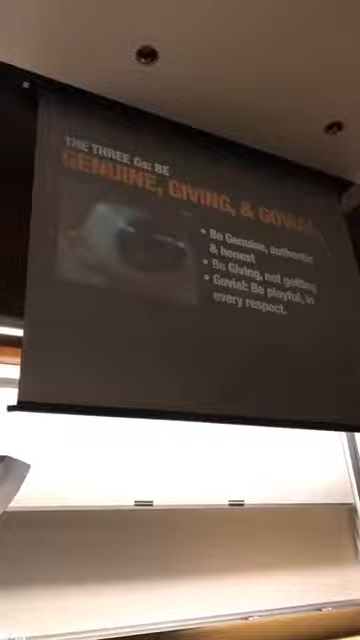 THE THREE Gs: BE
GENUINE, GIVING, & GOVIAL
• Be Genuine, authentic
& honest
• Be Giving, not getting
• Govial: Be playful, in
every respect.